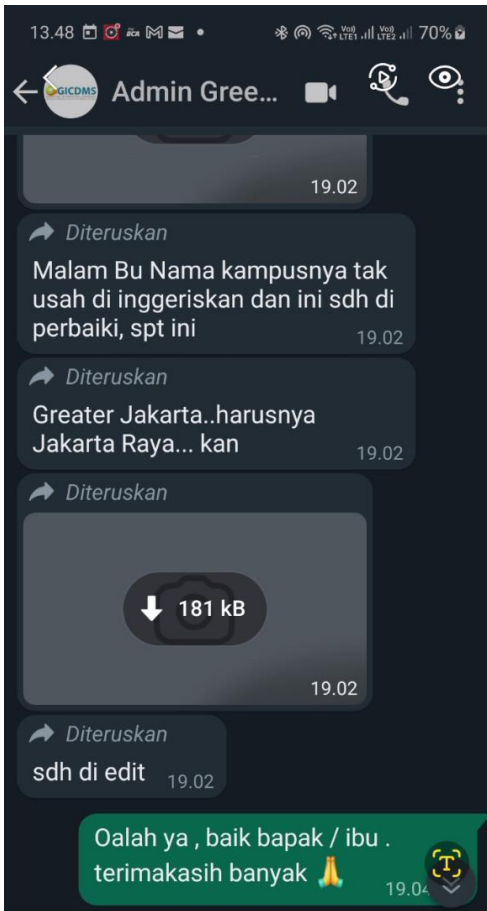 13.48
70%
GICDMS
Admin Gree...
19.02
Diteruskan
Malam Bu Nama kampusnya tak
usah di inggeriskan dan ini sdh di
perbaiki, spt ini
19.02
Diteruskan
Greater Jakarta..harusnya
Jakarta Raya... kan
19.02
Diteruskan
181 kB
19.02
Diteruskan
sdh di edit 19.02
Oalah ya , baik bapak / ibu .
terimakasih banyak 🙏